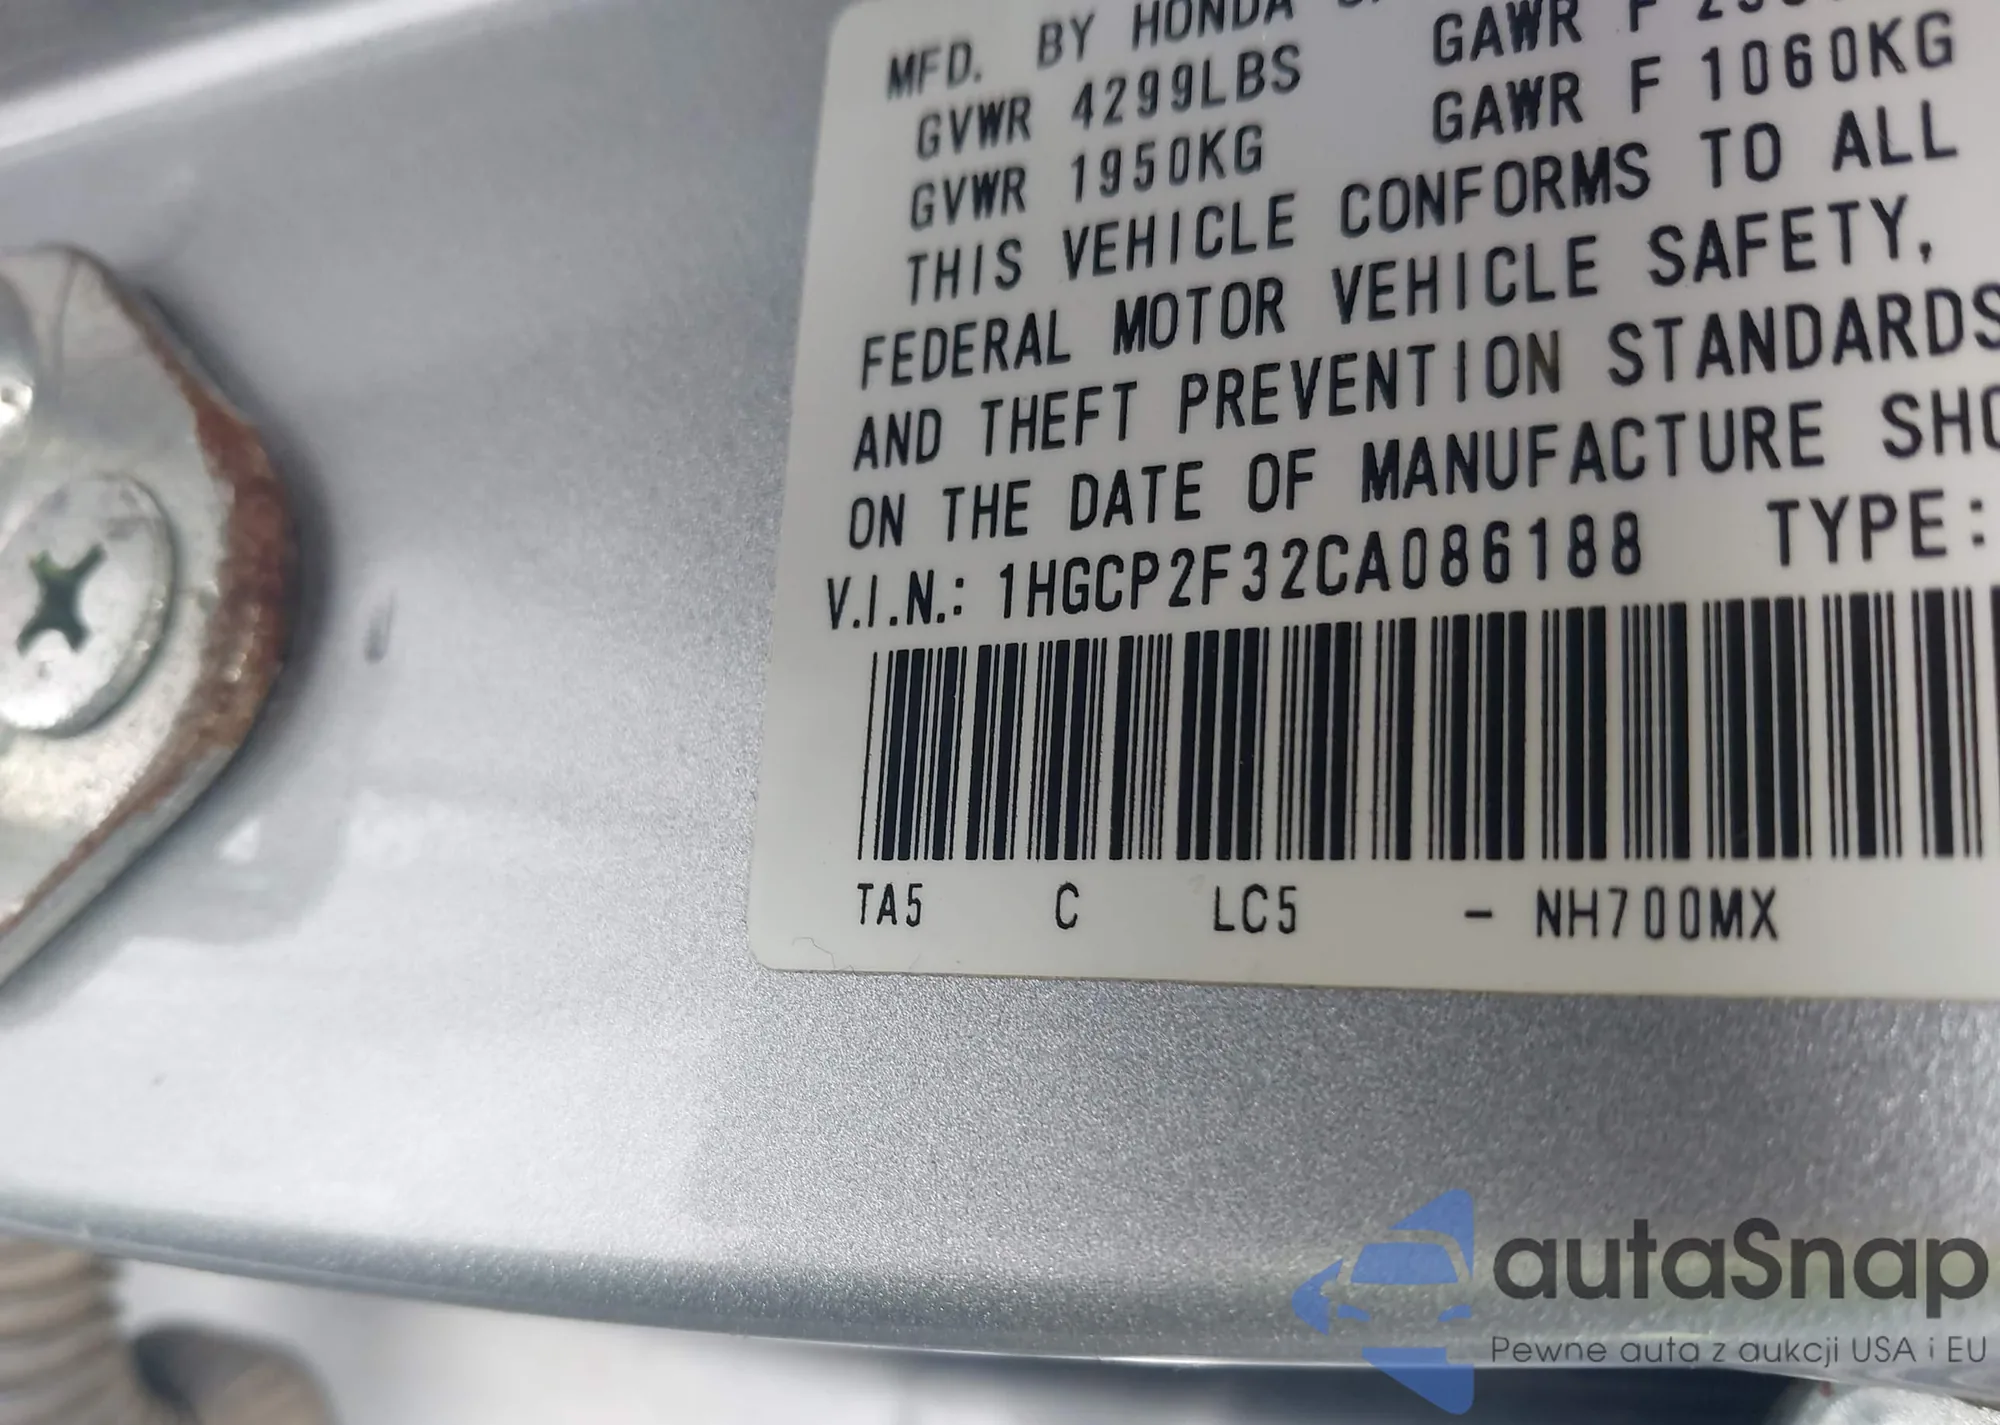 MFD. BY HONDA
GVWR 4299LBS GAWR F
GVWR 1950KG GAWR F 1060KG
THIS VEHICLE CONFORMS TO ALL
FEDERAL MOTOR VEHICLE SAFETY,
AND THEFT PREVENTION STANDARDS
ON THE DATE OF MANUFACTURE SHO
V.I.N.: 1HGCP2F32CA086188 TYPE:
TA5 C LC5 - NH700MX
autaSnap
Pewne auta z aukcji USA i EU